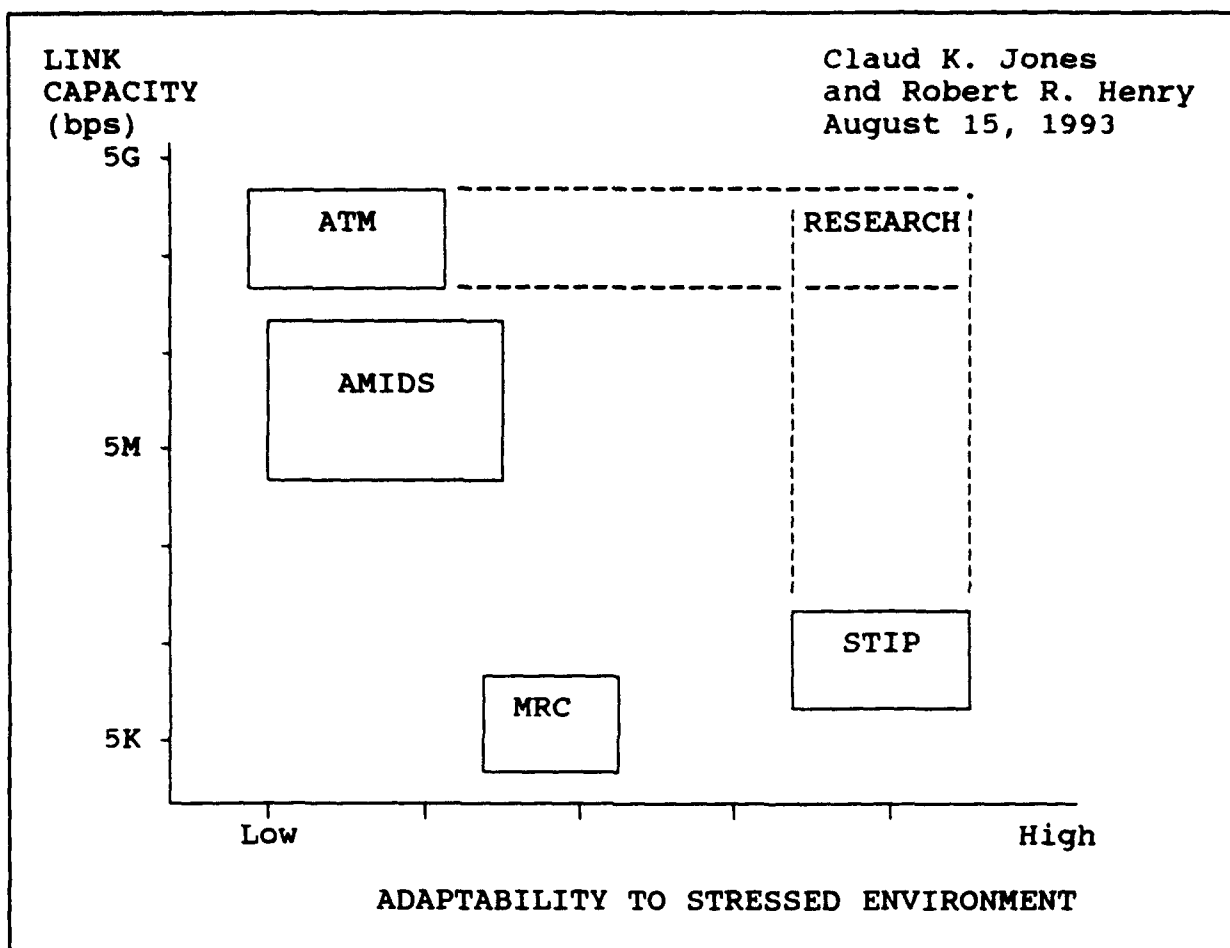 LINK
CAPACITY
(bps)
Claud K. Jones
and Robert R. Henry
August 15, 1993
5G
ATM
RESEARCH
AMIDS
5M
STIP
MRC
5K
Low
High
ADAPTABILITY TO STRESSED ENVIRONMENT